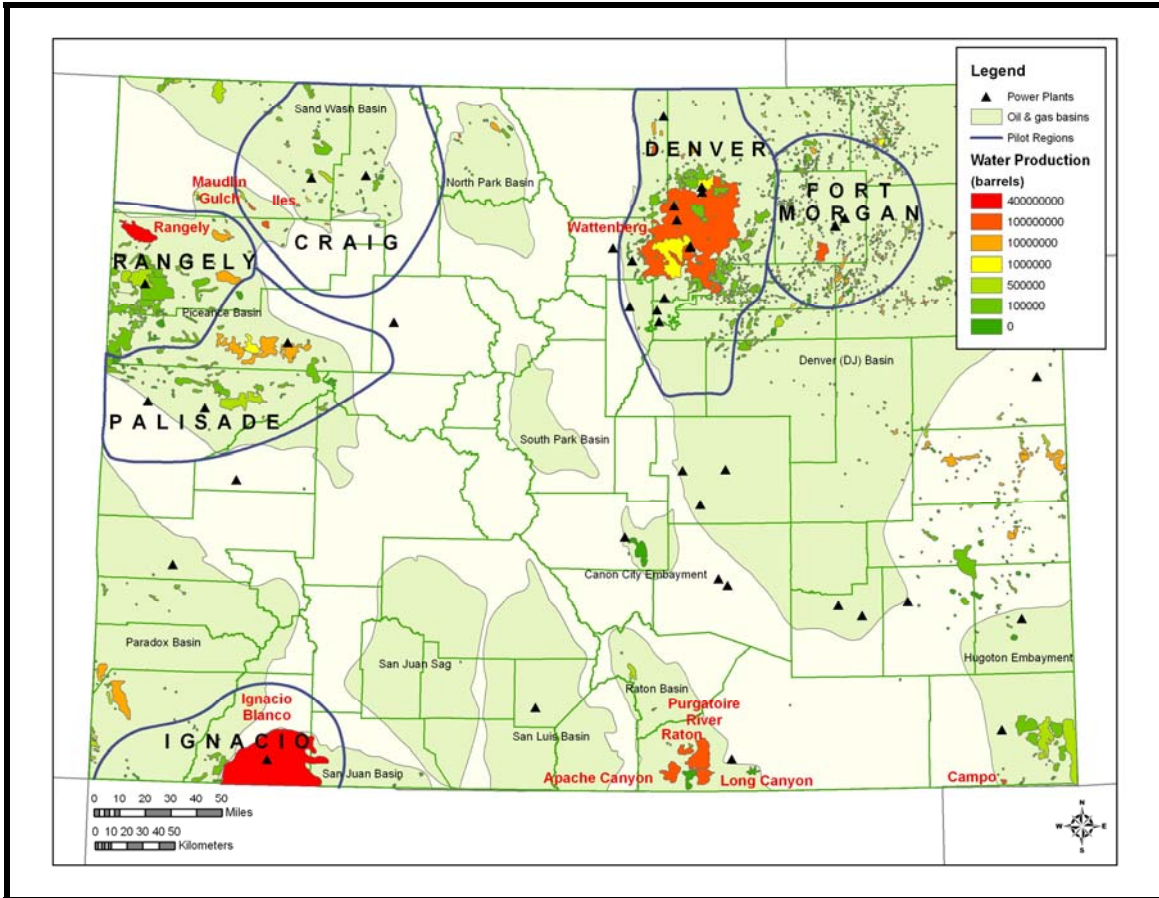 Legend
Power Plants
Oil & gas basins
Pilot Regions
Water Production
(barrels)
400000000
100000000
10000000
1000000
500000
100000
0
Sand Wash Basin
North Park Basin
DENVER
FORT
MORGAN
Maudlin
Gulch
Iles
CRAIG
Rangely
RANGELY
Wattenberg
Piceance Basin
PALISADE
Denver (DJ) Basin
South Park Basin
Canon City Embayment
Paradox Basin
San Juan Sag
Hugoton Embayment
Raton Basin
Ignacio
Blanco
IGNACIO
San Juan Basin
San Luis Basin
Purgatoire
River
Raton
Apache Canyon
Long Canyon
Campo
0 10 20 30 40 50
Miles
0 10 20 30 40 50
Kilometers
N
W E
S